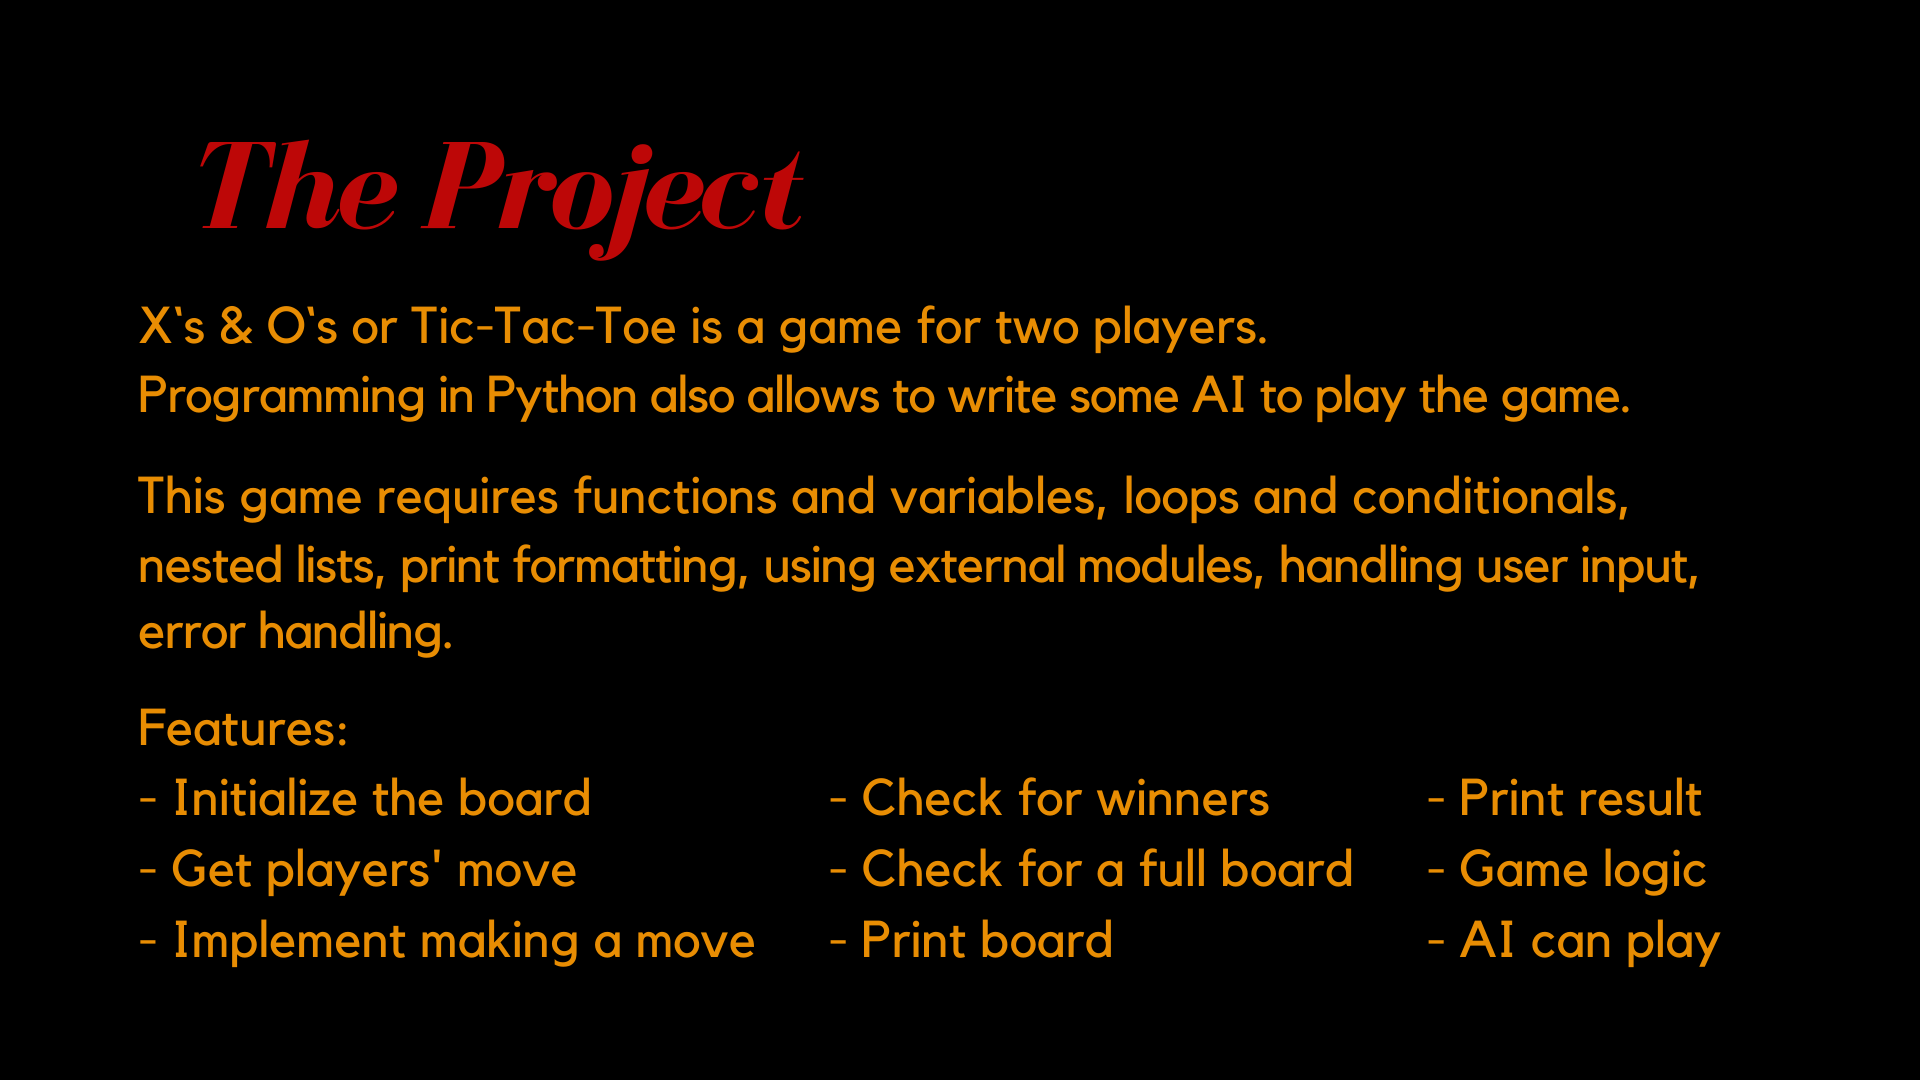 The Project
X‛s & O‛s or Tic-Tac-Toe is a game for two players.
Programming in Python also allows to write some AI to play the game.
This game requires functions and variables, loops and conditionals,
nested lists, print formatting, using external modules, handling user input,
error handling.
Features:
- Initialize the board
- Get players' move
- Implement making a move
- Check for winners
- Check for a full board
- Print board
- Print result
- Game logic
- AI can play